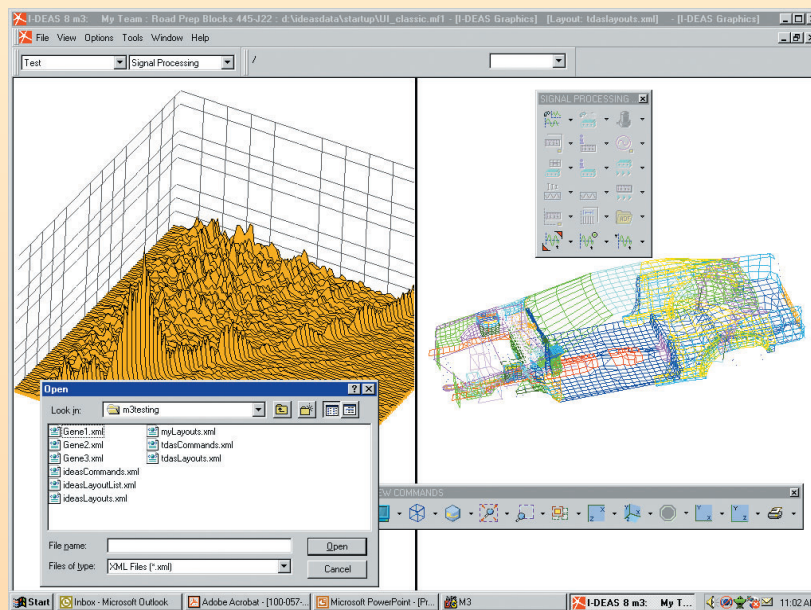 I-DEAS 8 m3: My Team : Road Prep Blocks 445-J22 : d:\ideasdata\startup\UI_classic.mf1 - [I-DEAS Graphics] [Layout: tdaslayouts.xml] - [I-DEAS Graphics]
File View Options Tools Window Help
Test Signal Processing /
SIGNAL PROCESSING
Open
Look in: m3testing
Gene1.xml myLayouts.xml
Gene2.xml tdasCommands.xml
Gene3.xml tdasLayouts.xml
ideasCommands.xml
ideasLayoutList.xml
ideasLayouts.xml
File name: Open
Files of type: XML Files (*.xml) Cancel
EW COMMANDS
Start Inbox - Microsoft Outlook Adobe Acrobat - [100-057-... Microsoft PowerPoint - [Pr... M3 I-DEAS 8 m3: My T... 11:02 AM